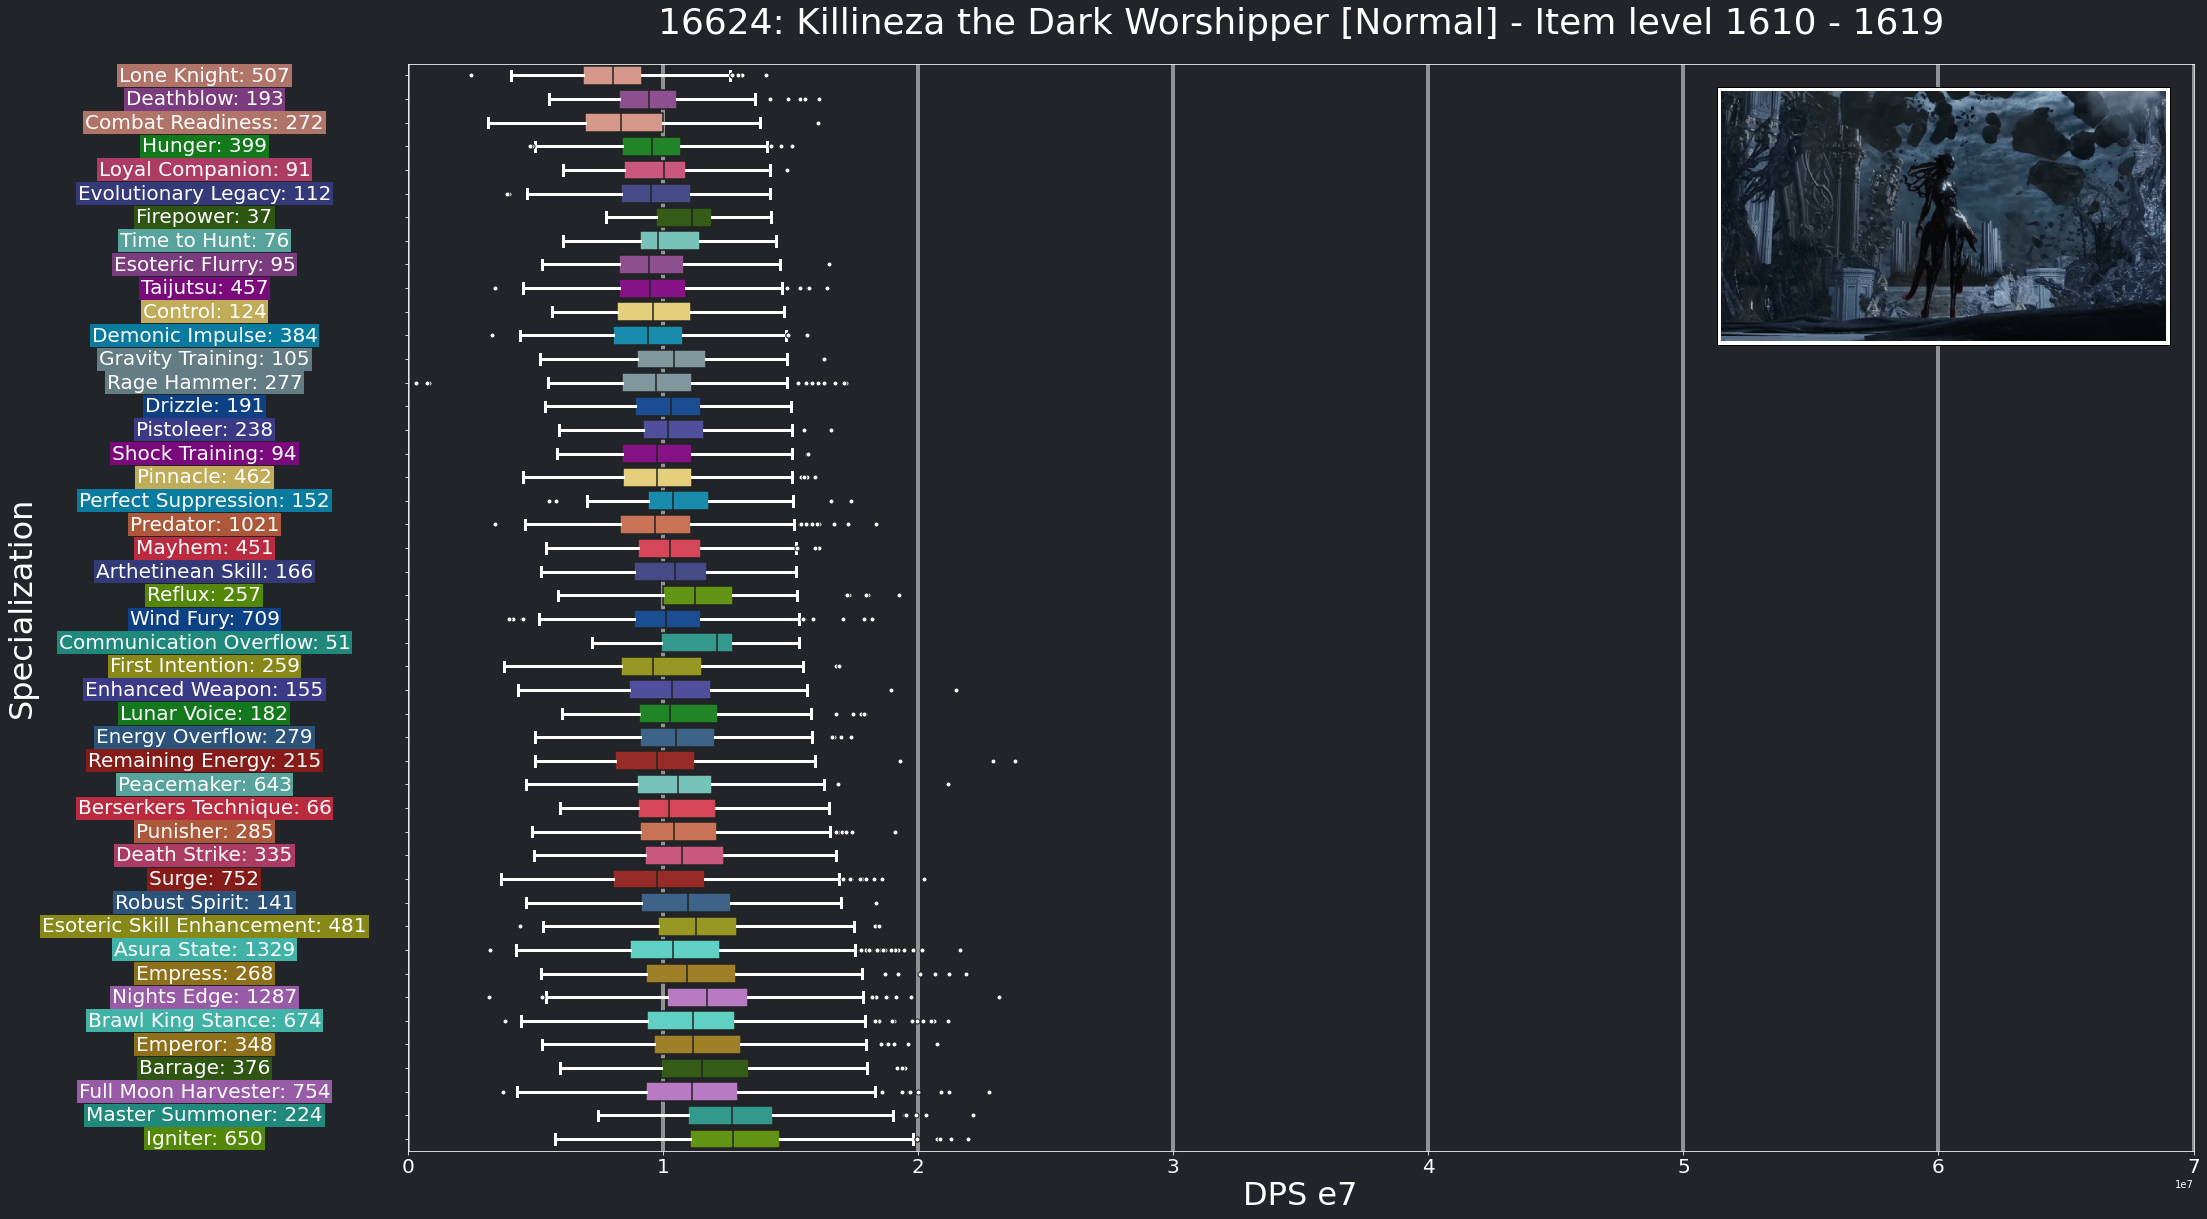 16624: Killineza the Dark Worshipper [Normal] - Item level 1610 - 1619
Specialization
Lone Knight: 507
Deathblow: 193
Combat Readiness: 272
Hunger: 399
Loyal Companion: 91
Evolutionary Legacy: 112
Firepower: 37
Time to Hunt: 76
Esoteric Flurry: 95
Taijutsu: 457
Control: 124
Demonic Impulse: 384
Gravity Training: 105
Rage Hammer: 277
Drizzle: 191
Pistoleer: 238
Shock Training: 94
Pinnacle: 462
Perfect Suppression: 152
Predator: 1021
Mayhem: 451
Arthetinean Skill: 166
Reflux: 257
Wind Fury: 709
Communication Overflow: 51
First Intention: 259
Enhanced Weapon: 155
Lunar Voice: 182
Energy Overflow: 279
Remaining Energy: 215
Peacemaker: 643
Berserkers Technique: 66
Punisher: 285
Death Strike: 335
Surge: 752
Robust Spirit: 141
Esoteric Skill Enhancement: 481
Asura State: 1329
Empress: 268
Nights Edge: 1287
Brawl King Stance: 674
Emperor: 348
Barrage: 376
Full Moon Harvester: 754
Master Summoner: 224
Igniter: 650
0 1 2 3 4 5 6 7
1e7
DPS e7